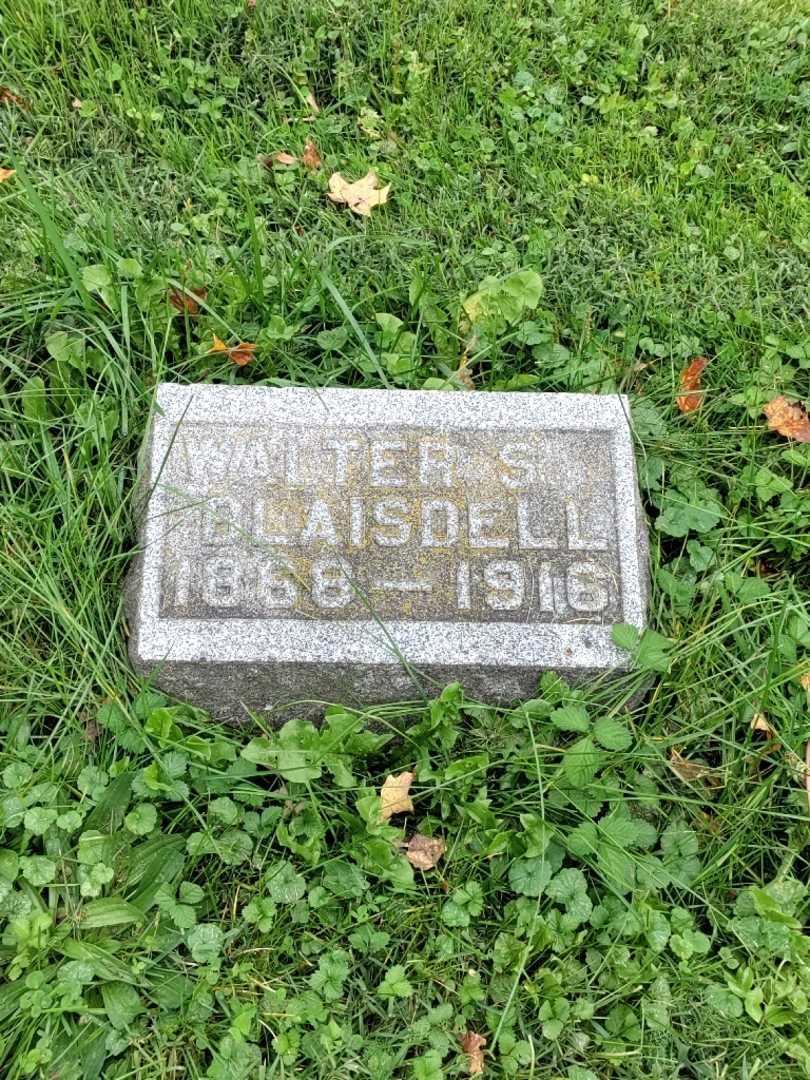 WALTER S.
BLAISDELL
1868 — 1916